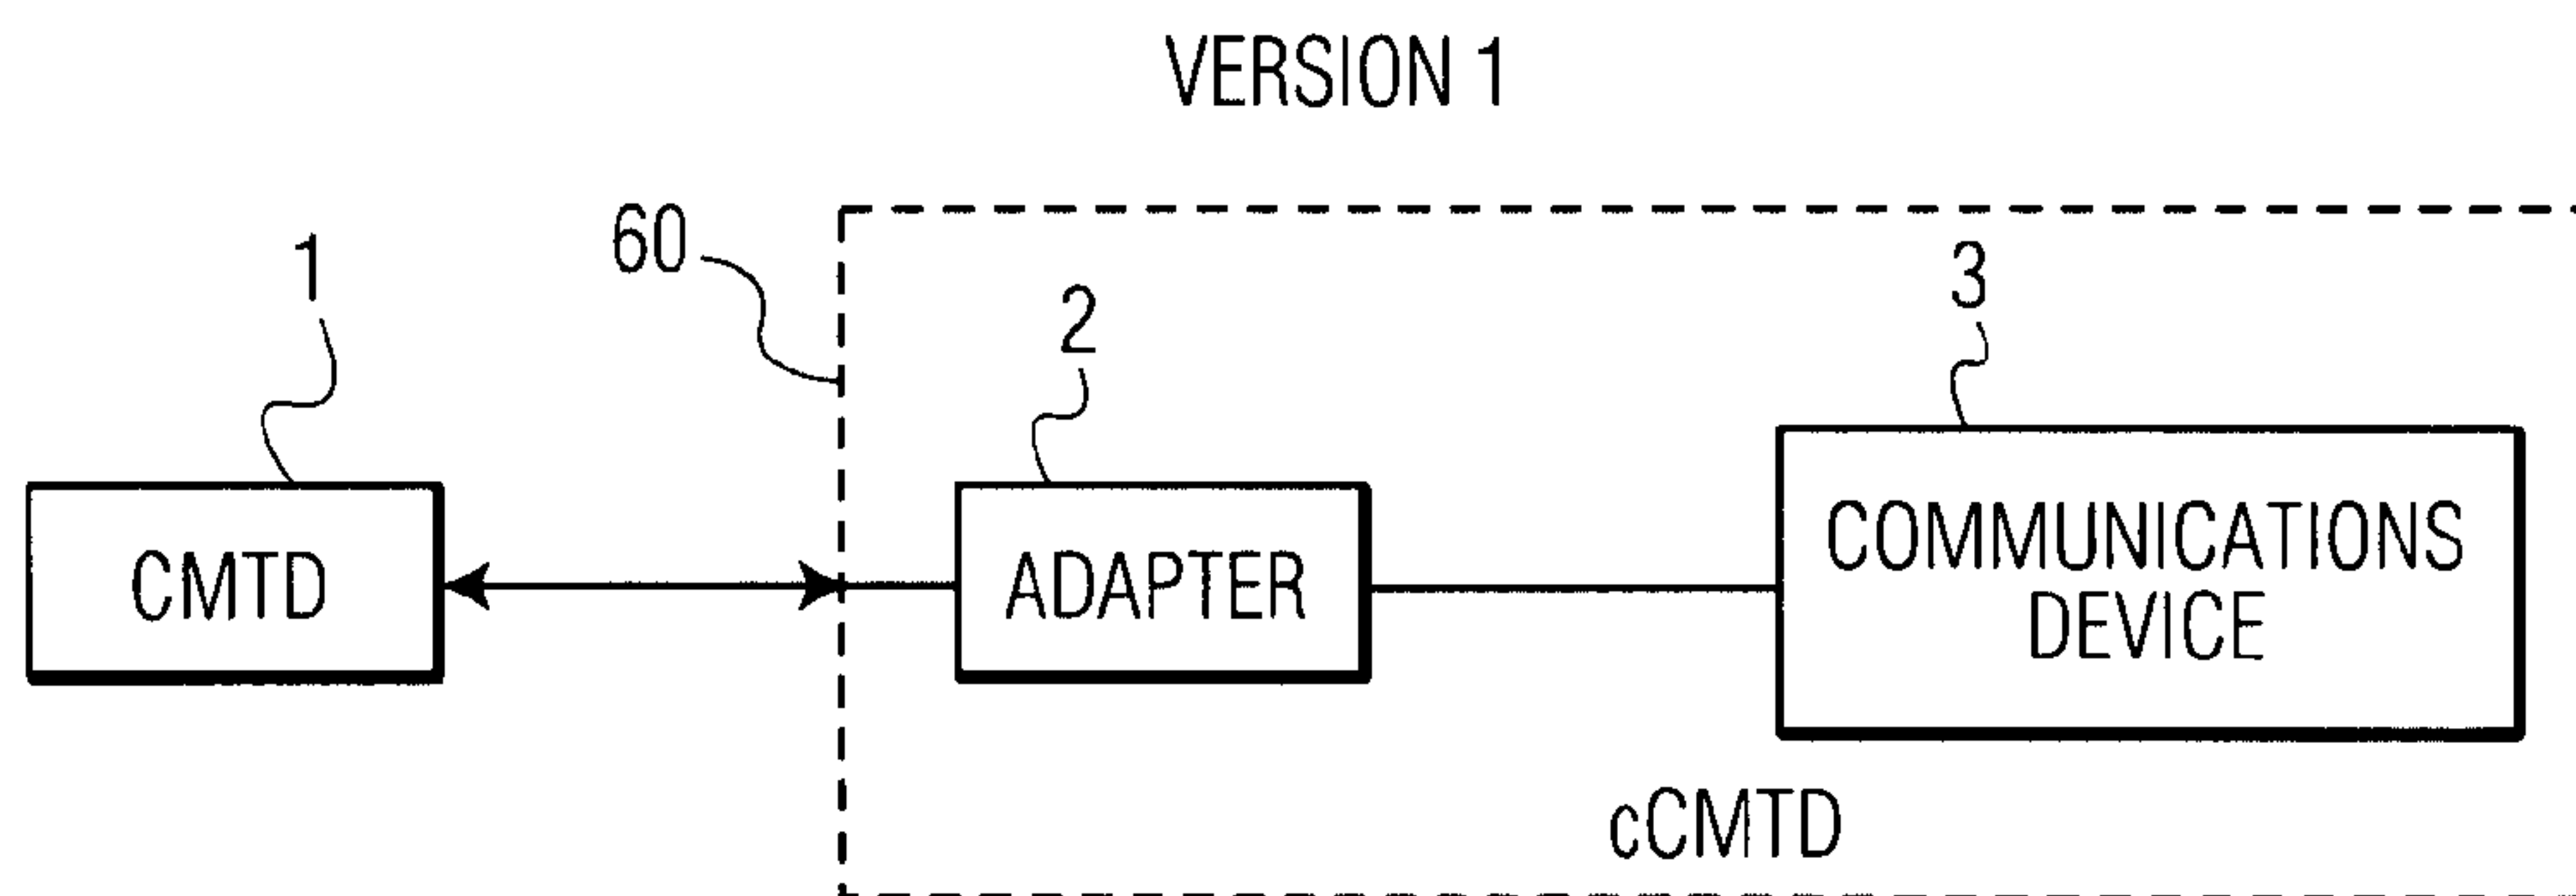 VERSION 1
60
1
2
3
CMTD
ADAPTER
COMMUNICATIONS
DEVICE
cCMTD